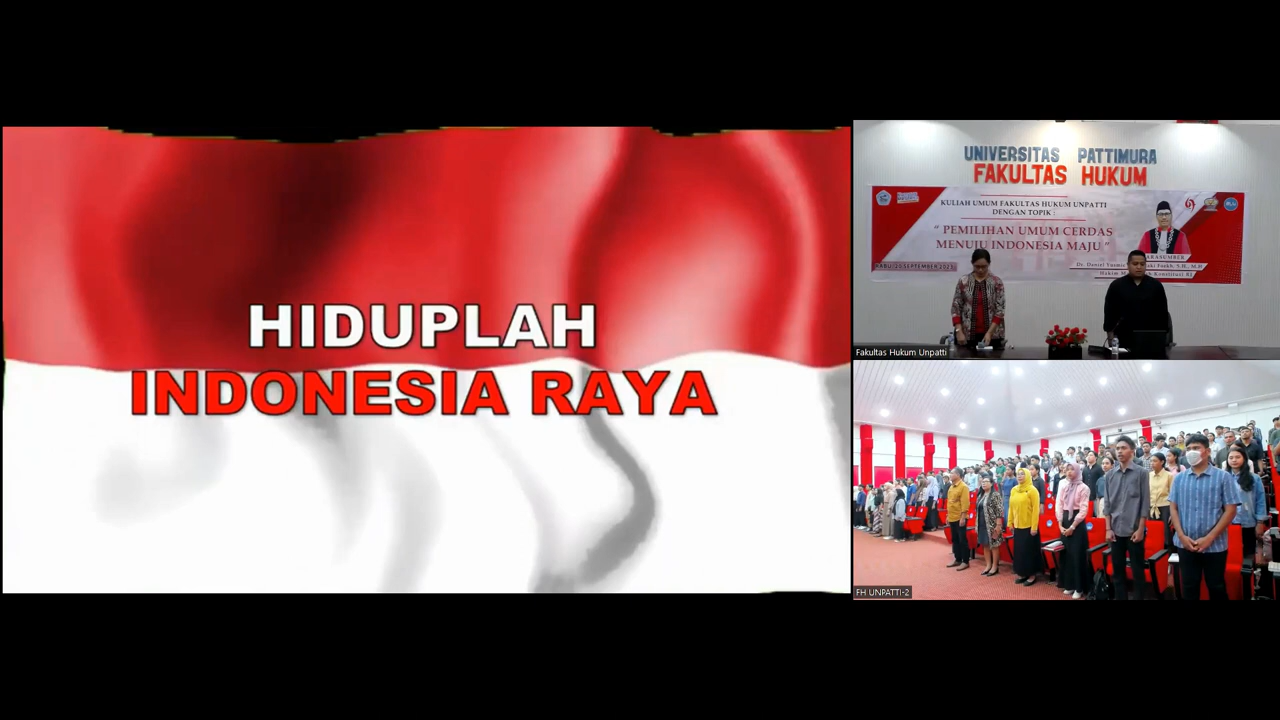 HIDUPLAH
INDONESIA RAYA
UNIVERSITAS PATTIMURA
FAKULTAS HUKUM
KULIAH UMUM FAKULTAS HUKUM UNPATTI
DENGAN TOPIK :
" PEMILIHAN UMUM CERDAS
MENUJU INDONESIA MAJU "
SEPTEMBER
Fakultas Hukum Unpatti
FH UNPATTI-2